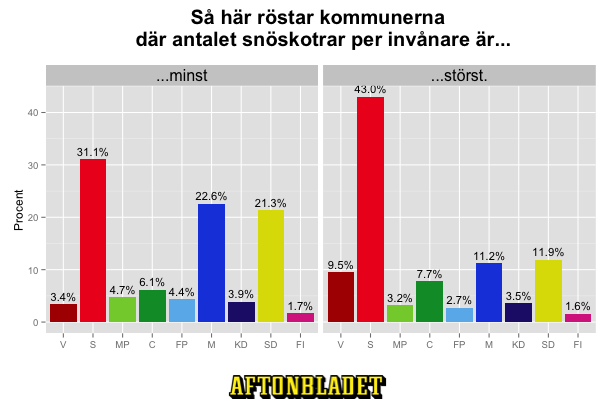 Så här röstar kommunerna
där antalet snöskotrar per invånare är...
...minst
...störst.
Procent
40
30
20
10
0
3.4%
31.1%
4.7%
6.1%
4.4%
22.6%
3.9%
21.3%
1.7%
9.5%
43.0%
3.2%
7.7%
2.7%
11.2%
3.5%
11.9%
1.6%
V S MP C FP M KD SD FI
V S MP C FP M KD SD FI
AFTONBLADET